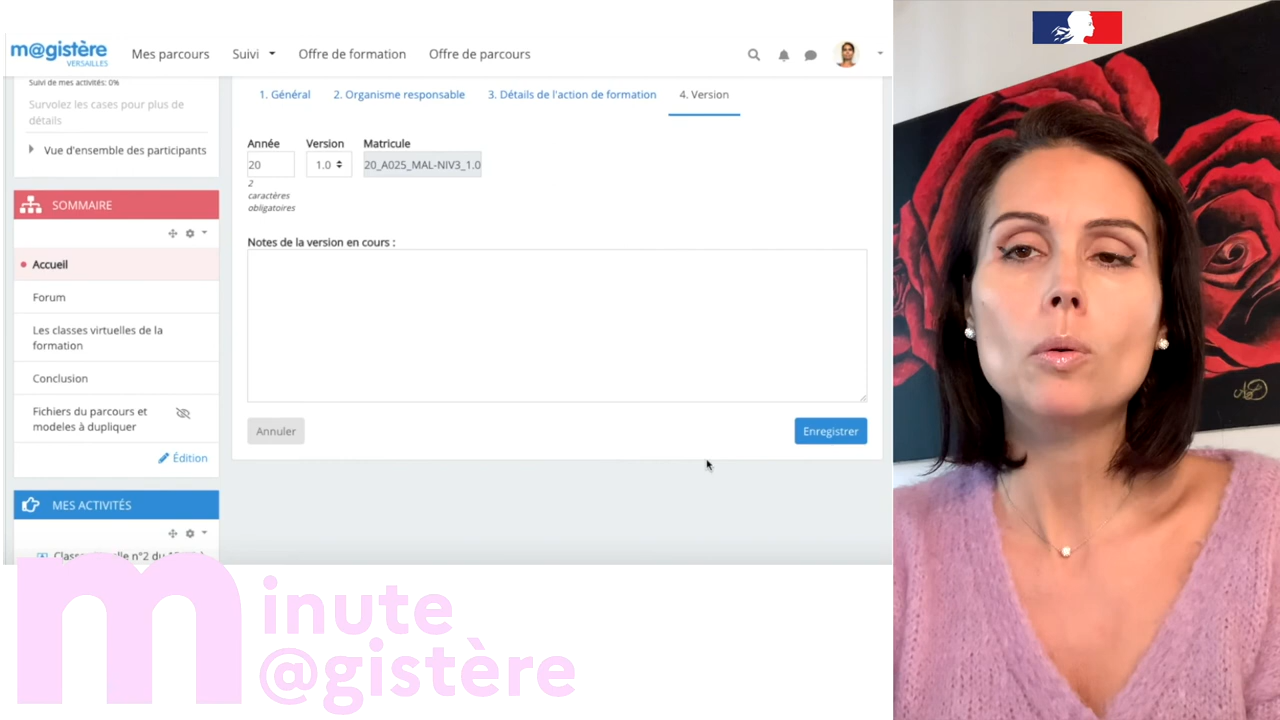 m@gistère
VERSAILLES
Mes parcours
Suivi
Offre de formation
Offre de parcours
Suivi de mes activités: 0%
Survolez les cases pour plus de
détails
Vue d'ensemble des participants
SOMMAIRE
Accueil
Forum
Les classes virtuelles de la
formation
Conclusion
Fichiers du parcours et
modeles à dupliquer
Édition
MES ACTIVITÉS
1. Général
2. Organisme responsable
3. Détails de l'action de formation
4. Version
Année
Version
Matricule
20
1.0
20_A025_MAL-NIV3_1.0
2
caractères
obligatoires
Notes de la version en cours :
Annuler
Enregistrer
minute
m@gistère